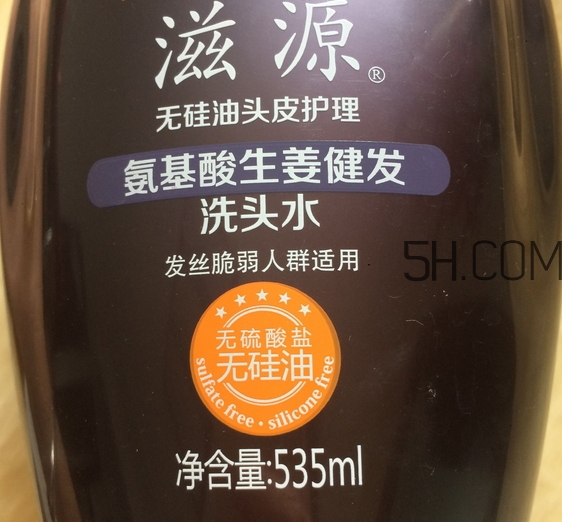 滋源®
无硅油头皮护理
氨基酸生姜健发
洗头水
发丝脆弱人群适用
5H.COM
★★★★★
无硫酸盐
无硅油
sulfate free • silicone free
净含量:535ml